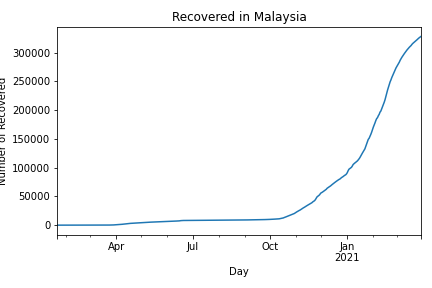 Recovered in Malaysia
300000
250000
200000
150000
100000
50000
0
Number of Recovered
Apr
Jul
Oct
Jan
2021
Day